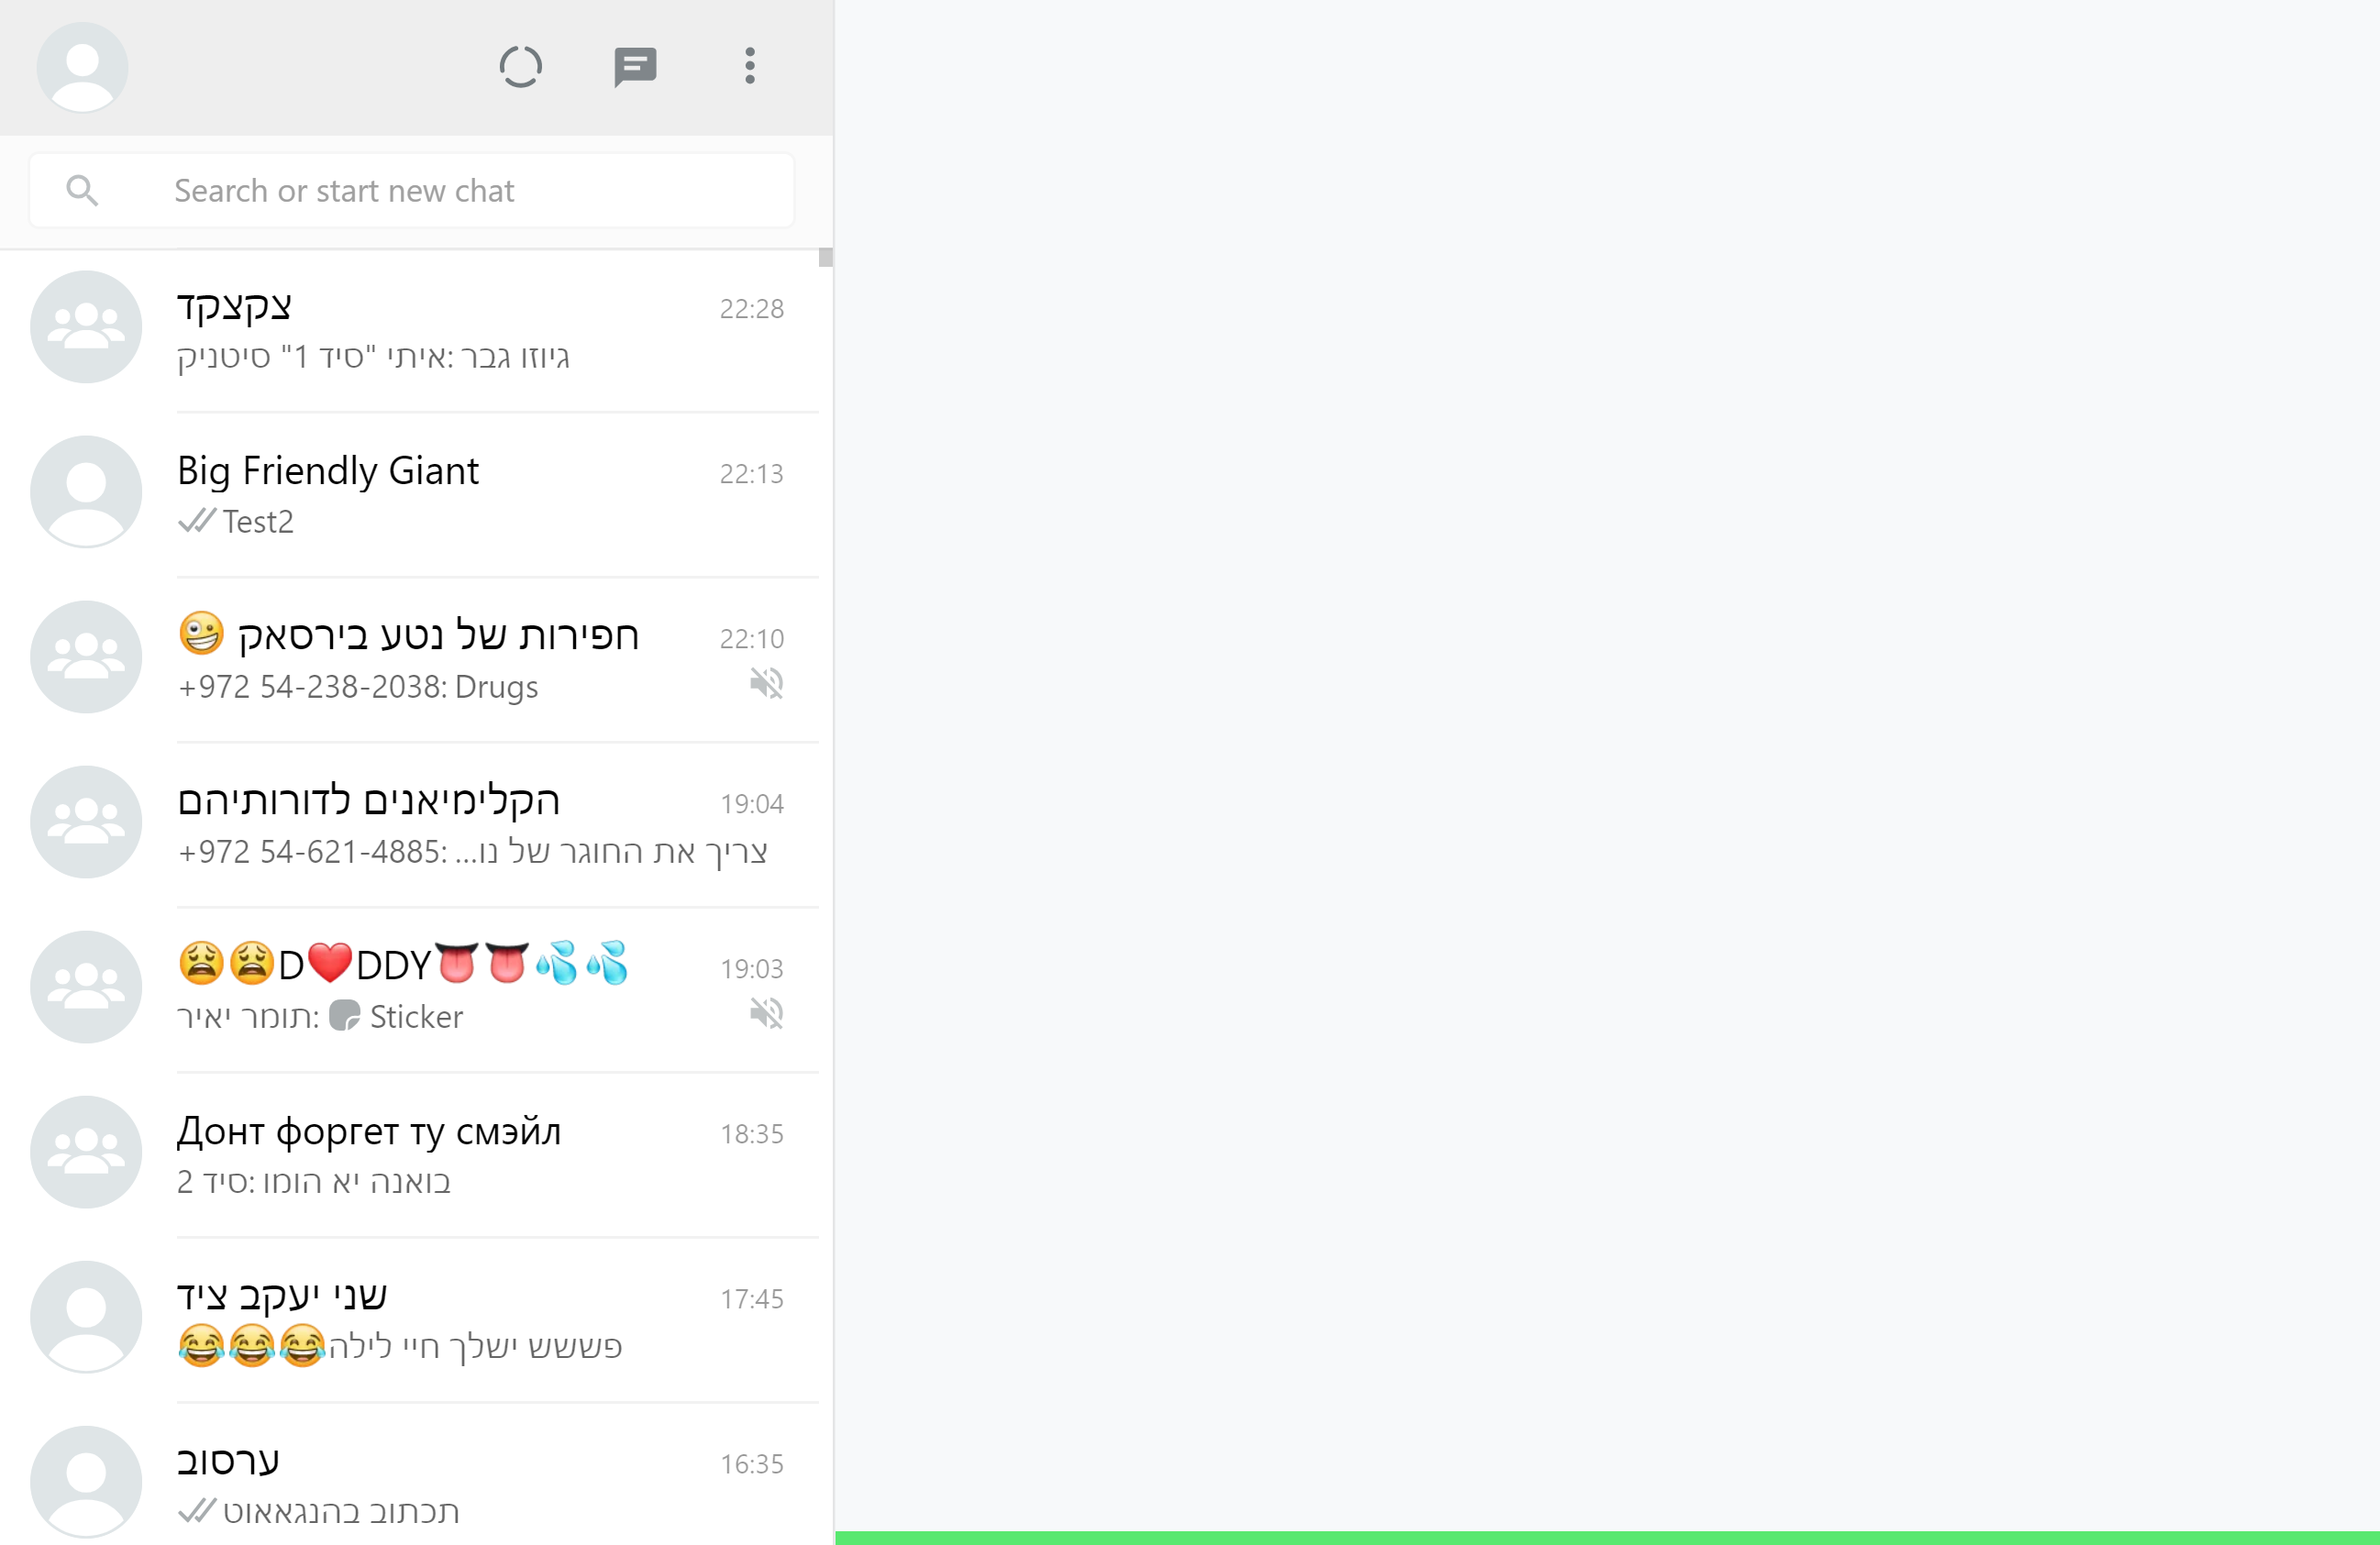 Search or start new chat
צקצקד 22:28
איתי "סיד 1" סיטניק: גיוזו גבר
Big Friendly Giant 22:13
Test2
חפירות של נטע בירסאק 🤪 22:10
+972 54-238-2038: Drugs
הקלימיאנים לדורותיהם 19:04
+972 54-621-4885: צריך את החוגר של נו...
😩😩D❤️DDY👅👅💦💦 19:03
תומר יאיר: Sticker
Донт форгет ту смэйл 18:35
סיד 2: בואנה יא הומו
שני יעקב ציד 17:45
פששש ישלך חיי לילה😂😂😂
ערסוב 16:35
תכתוב בהנגאאוט